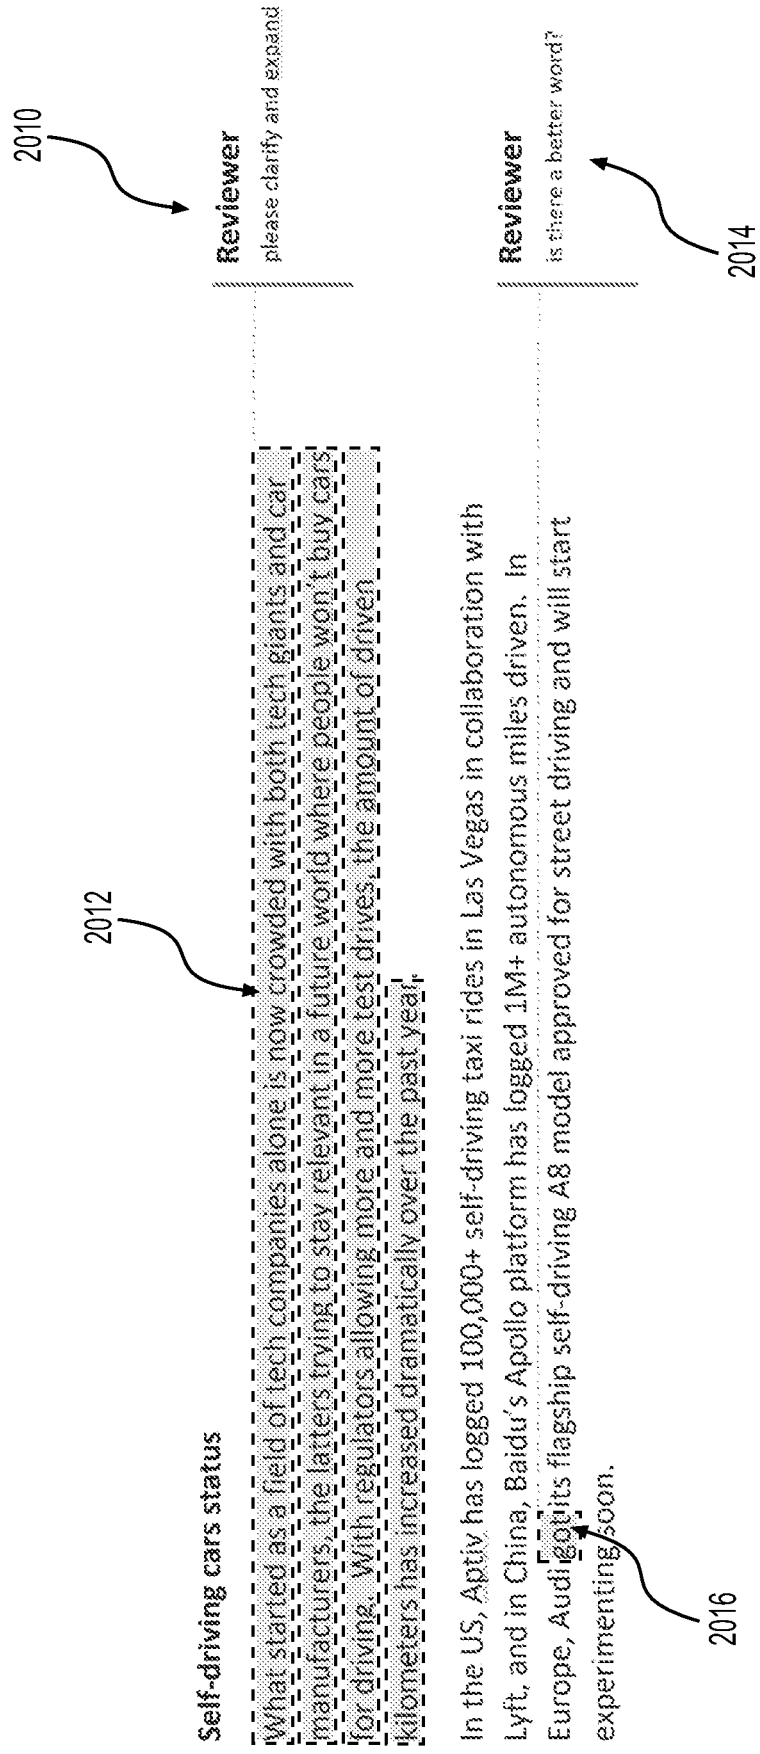 Self-driving cars status
What started as a field of tech companies alone is now crowded with both tech giants and car
manufacturers, the latters trying to stay relevant in a future world where people won't buy cars
for driving. With regulators allowing more and more test drives, the amount of driven
kilometers has increased dramatically over the past year.
In the US, Aptiv has logged 100,000+ self-driving taxi rides in Las Vegas in collaboration with
Lyft, and in China, Baidu's Apollo platform has logged 1M+ autonomous miles driven. In
Europe, Audi got its flagship self-driving A8 model approved for street driving and will start
experimenting soon.
Reviewer
please clarify and expand
Reviewer
is there a better word?
2010
2012
2014
2016